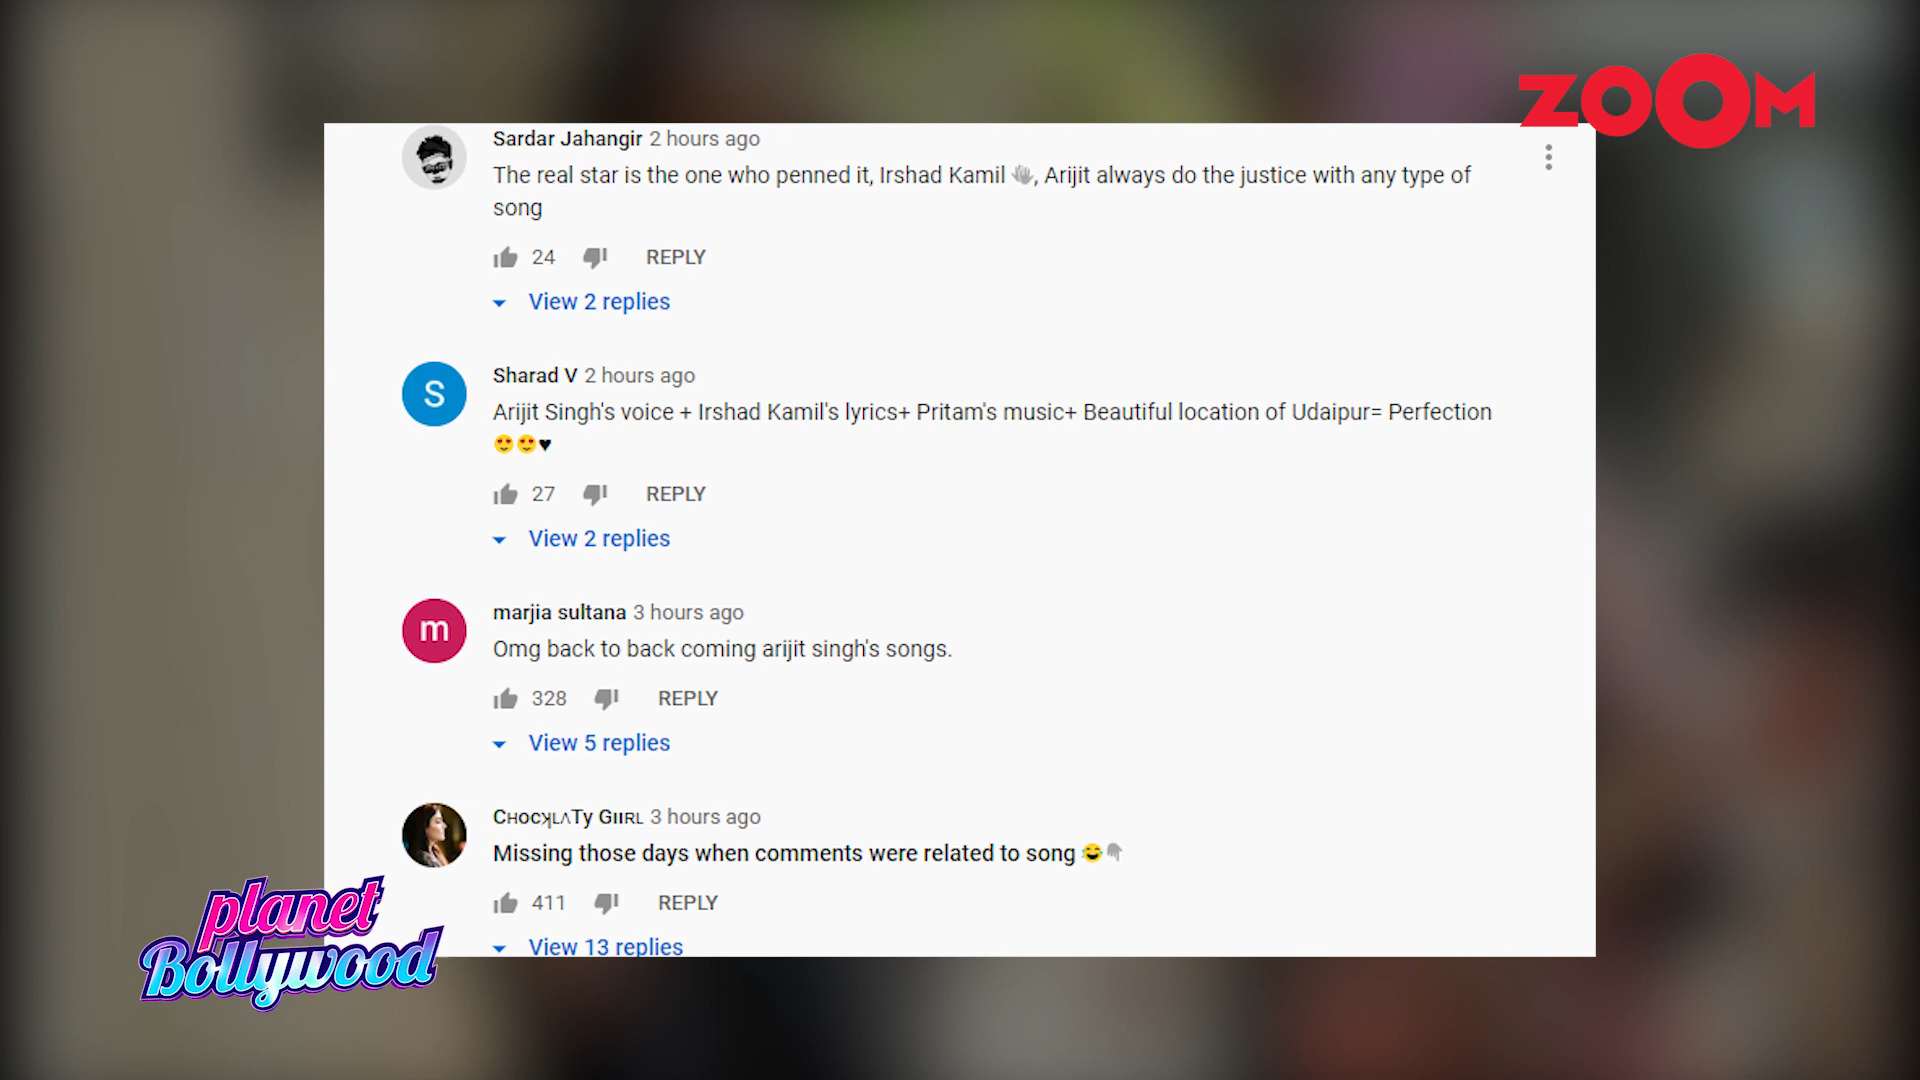 ZOOM
Sardar Jahangir 2 hours ago
The real star is the one who penned it, Irshad Kamil 👋, Arijit always do the justice with any type of
song
24 REPLY
View 2 replies
S
Sharad V 2 hours ago
Arijit Singh's voice + Irshad Kamil's lyrics+ Pritam's music+ Beautiful location of Udaipur= Perfection
😍😍♥
27 REPLY
View 2 replies
m
marjia sultana 3 hours ago
Omg back to back coming arijit singh's songs.
328 REPLY
View 5 replies
CʜocʞʟʌTy GııʀL 3 hours ago
Missing those days when comments were related to song 😂👇
411 REPLY
View 13 replies
planet
Bollywood